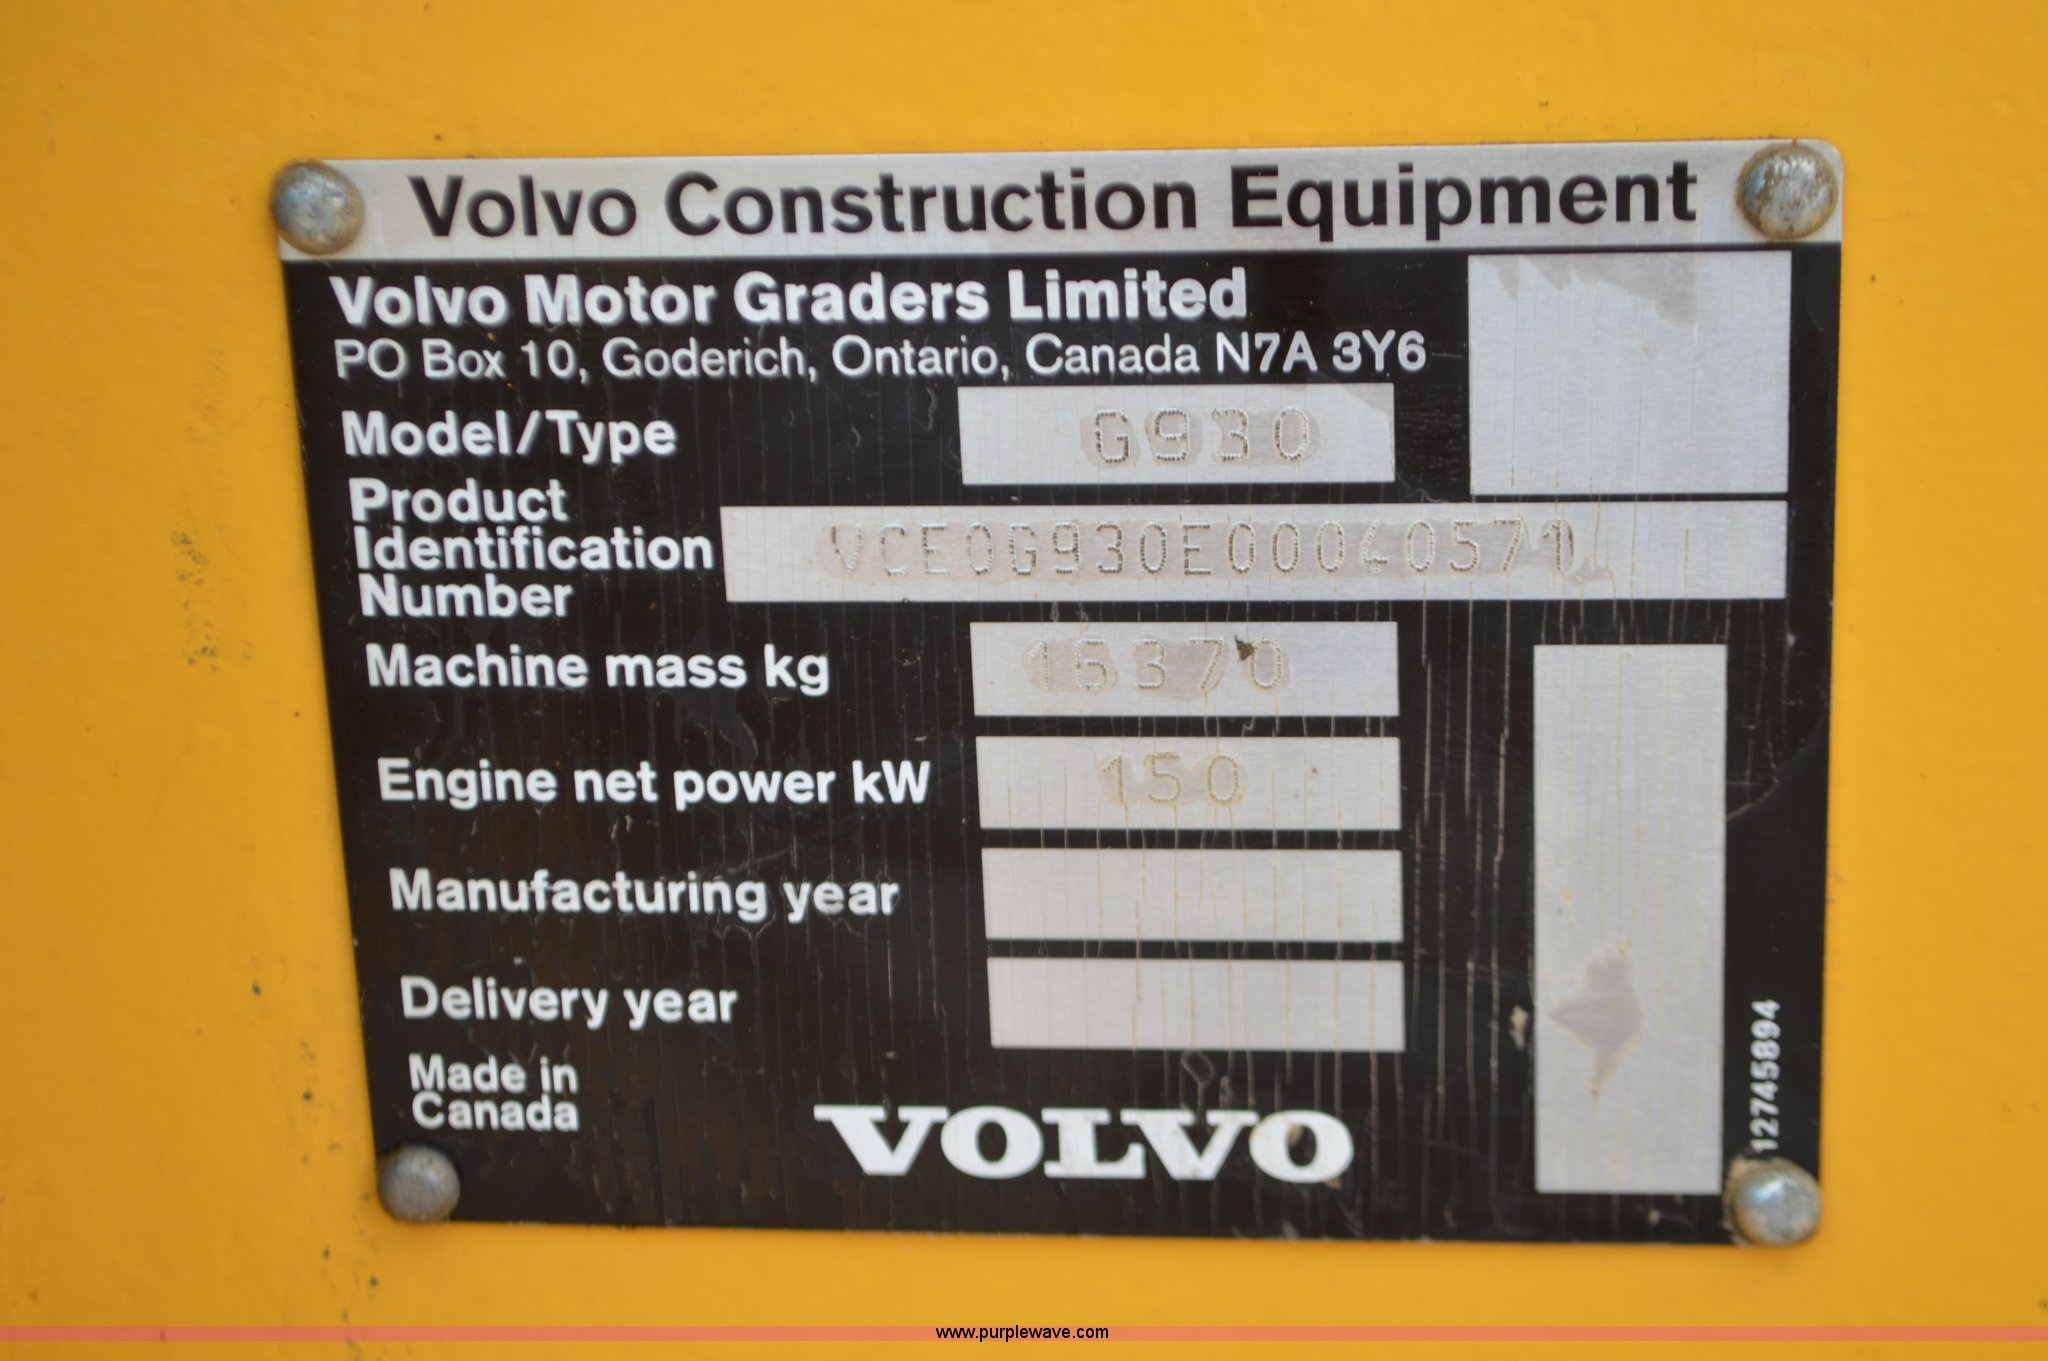 Volvo Construction Equipment
Volvo Motor Graders Limited
PO Box 10, Goderich, Ontario, Canada N7A 3Y6
Model/Type G930
Product
Identification
Number VCE0G930E00040571
Machine mass kg 16370
Engine net power kW 150
Manufacturing year
Delivery year
Made in
Canada
VOLVO
12745894
www.purplewave.com